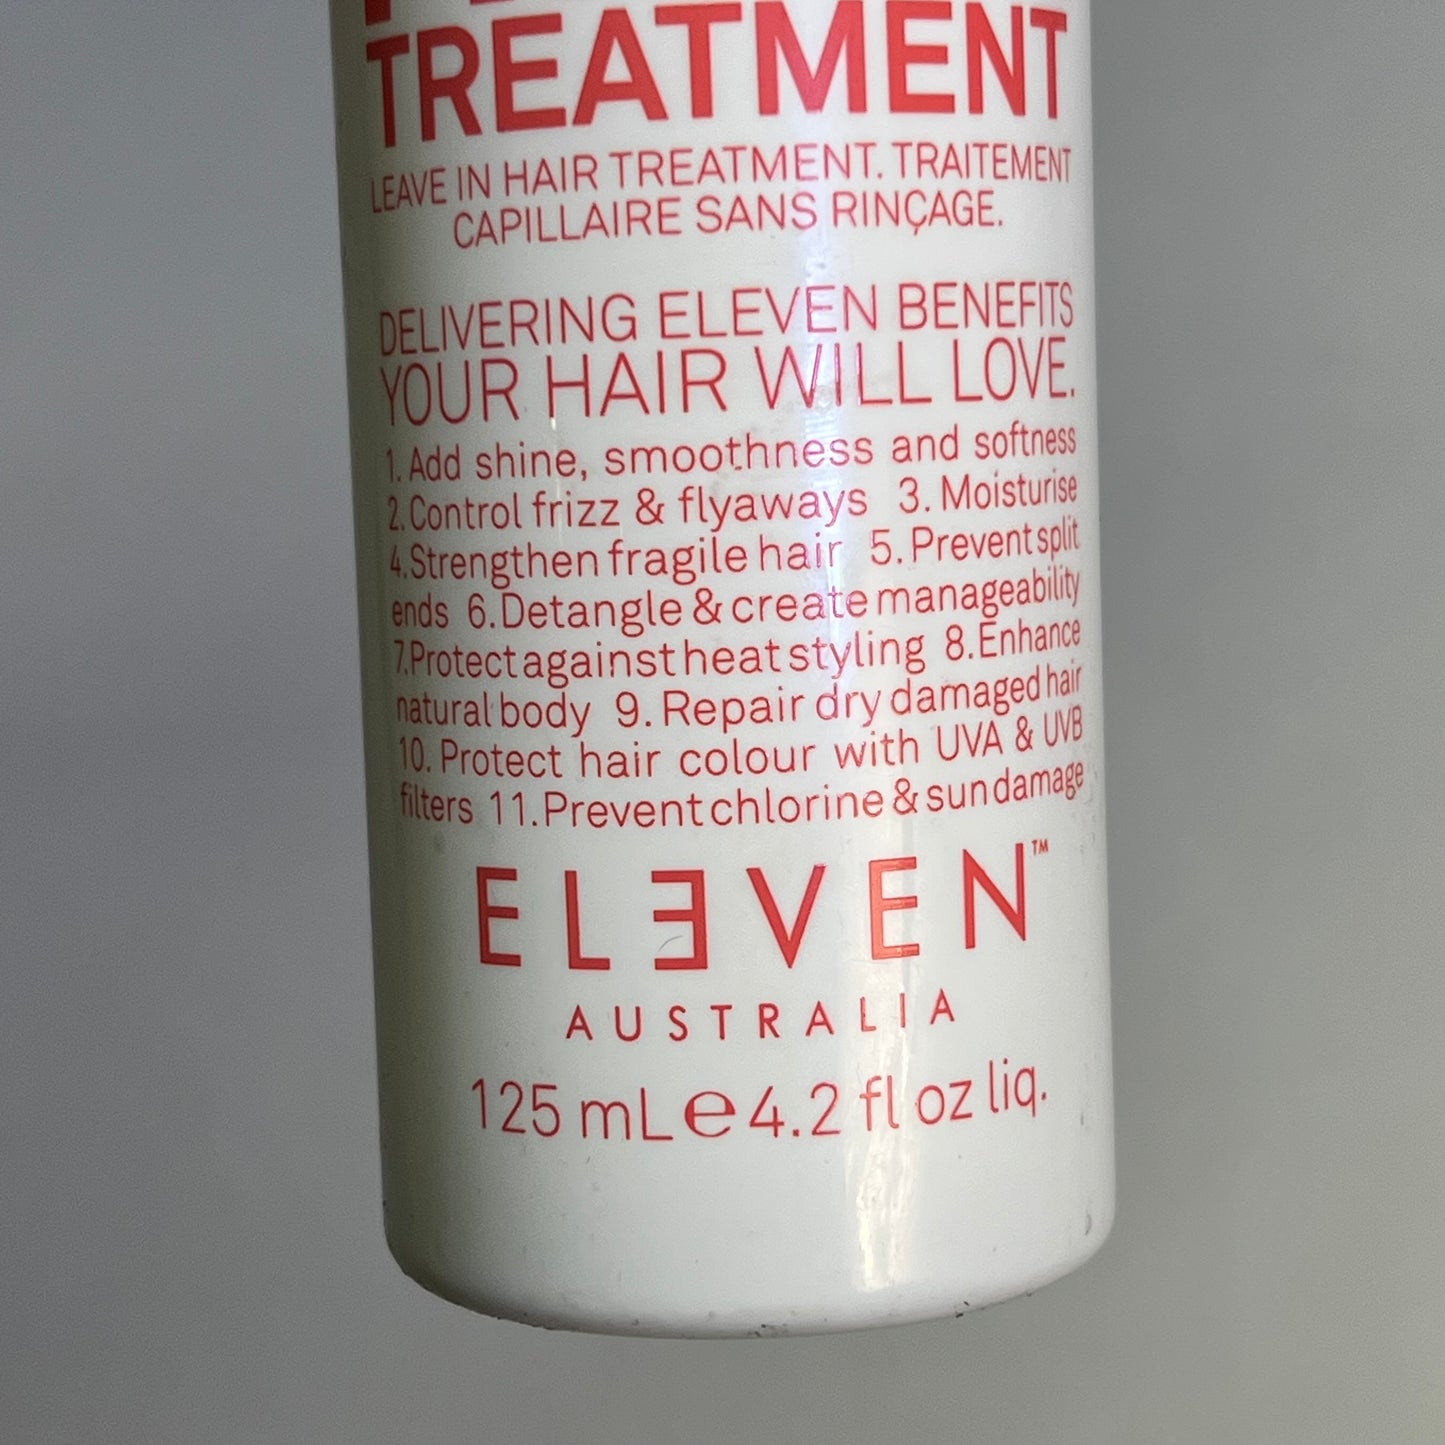 TREATMENT
LEAVE IN HAIR TREATMENT. TRAITEMENT
CAPILLAIRE SANS RINÇAGE.
DELIVERING ELEVEN BENEFITS
YOUR HAIR WILL LOVE.
1. Add shine, smoothness and softness
2. Control frizz & flyaways 3. Moisturise
4. Strengthen fragile hair 5. Prevent split
ends 6. Detangle & create manageability
7. Protect against heat styling 8. Enhance
natural body 9. Repair dry damaged hair
10. Protect hair colour with UVA & UVB
filters 11. Prevent chlorine & sun damage
ELEVEN™
AUSTRALIA
125 mL e 4.2 fl oz liq.